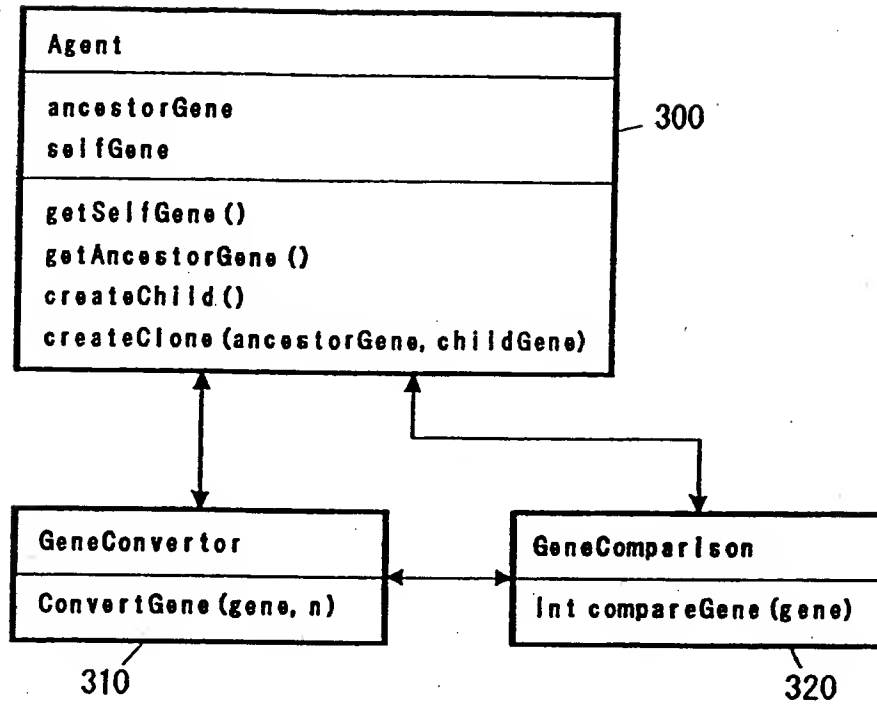 Agent
ancestorGene
selfGene
300
getSelfGene()
getAncestorGene()
createChild()
createClone(ancestorGene, childGene)
GeneConvertor
ConvertGene(gene, n)
310
GeneComparison
Int compareGene(gene)
320